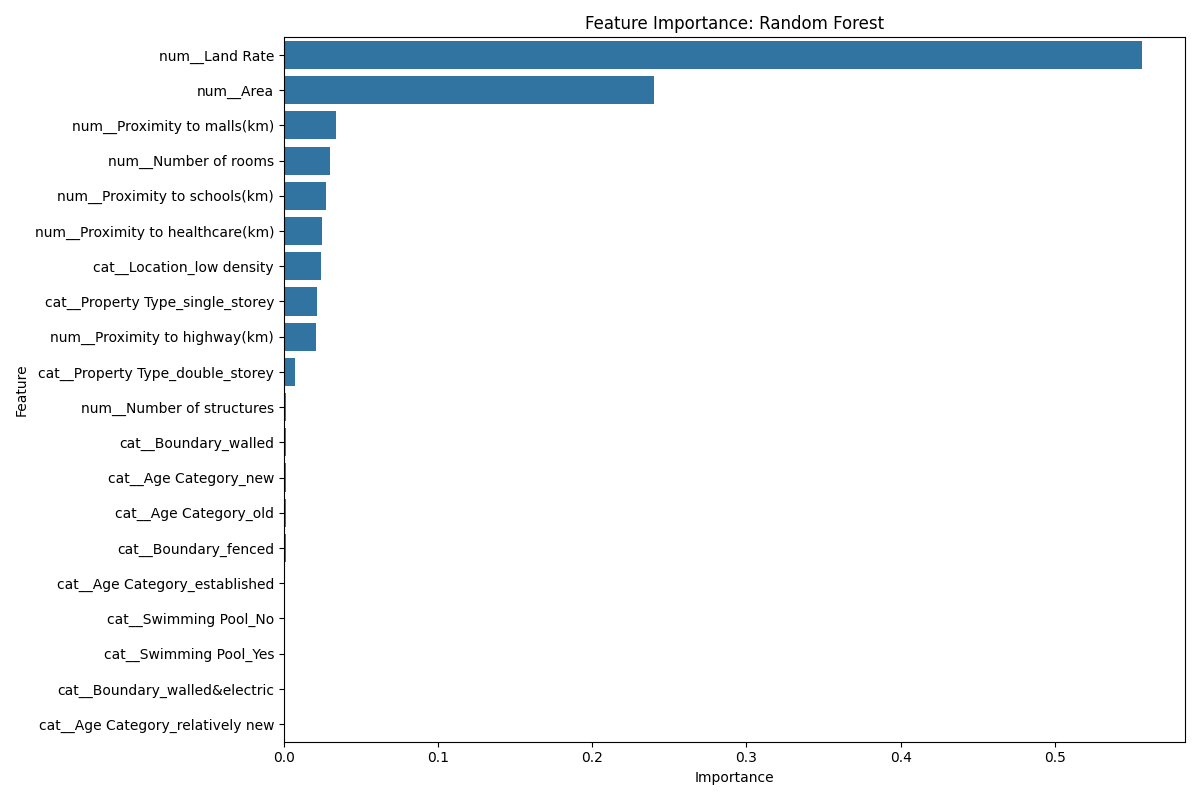 Feature Importance: Random Forest
num__Land Rate
num__Area
num__Proximity to malls(km)
num__Number of rooms
num__Proximity to schools(km)
num__Proximity to healthcare(km)
cat__Location_low density
cat__Property Type_single_storey
num__Proximity to highway(km)
cat__Property Type_double_storey
num__Number of structures
cat__Boundary_walled
cat__Age Category_new
cat__Age Category_old
cat__Boundary_fenced
cat__Age Category_established
cat__Swimming Pool_No
cat__Swimming Pool_Yes
cat__Boundary_walled&electric
cat__Age Category_relatively new
Feature
0.0 0.1 0.2 0.3 0.4 0.5
Importance